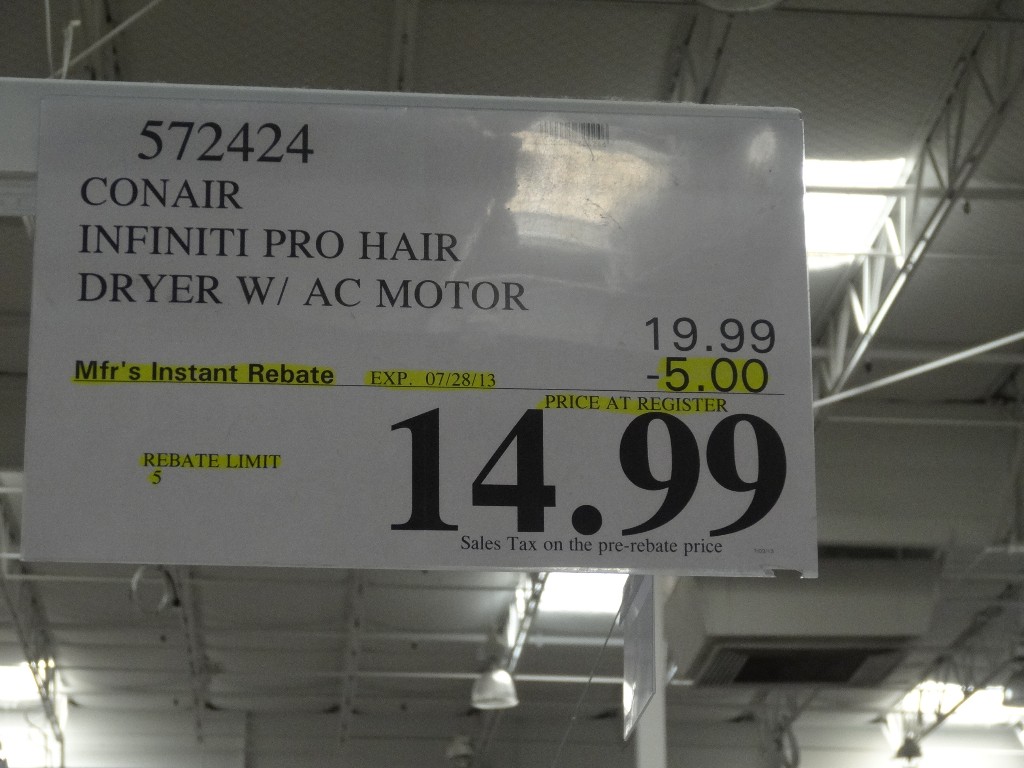 572424
CONAIR
INFINITI PRO HAIR
DRYER W/ AC MOTOR
19.99
Mfr's Instant Rebate EXP. 07/28/13 -5.00
PRICE AT REGISTER
14.99
REBATE LIMIT
5
Sales Tax on the pre-rebate price